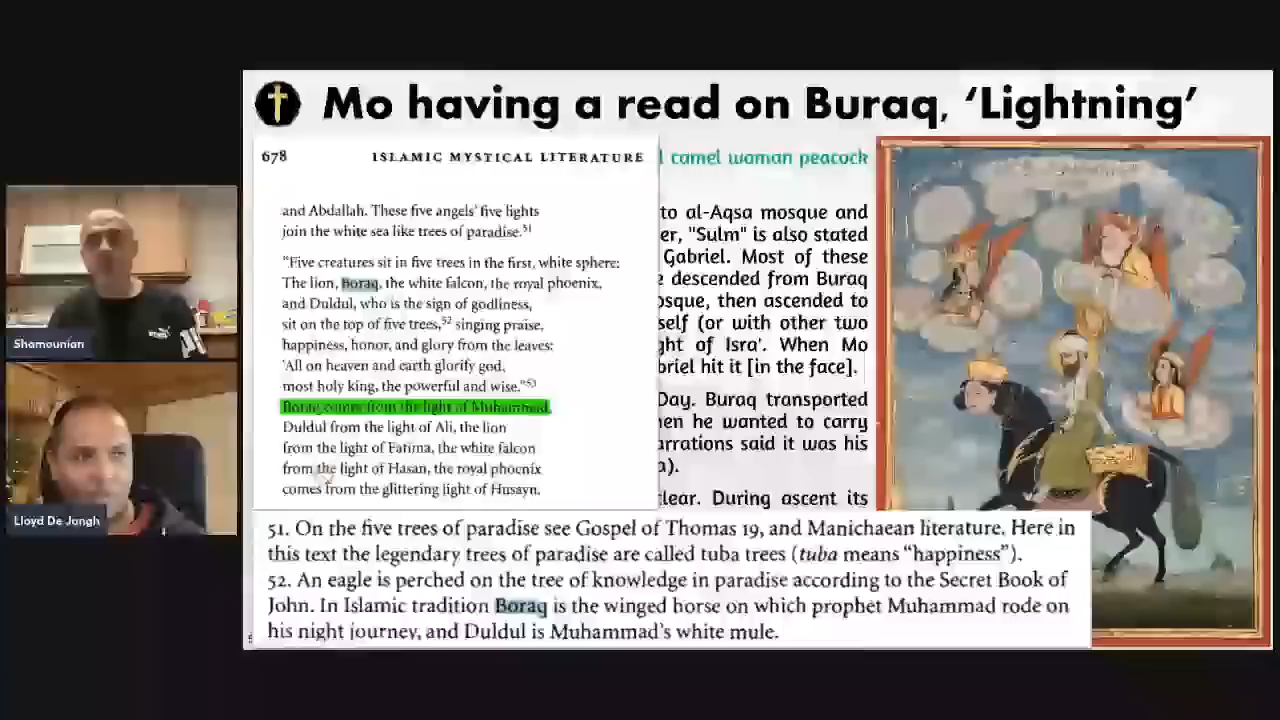 Mo having a read on Buraq, ‘Lightning’
678 ISLAMIC MYSTICAL LITERATURE
and Abdallah. These five angels' five lights
join the white sea like trees of paradise.51
"Five creatures sit in five trees in the first, white sphere:
The lion, Boraq, the white falcon, the royal phoenix,
and Duldul, who is the sign of godliness,
sit on the top of five trees,52 singing praise,
happiness, honor, and glory from the leaves:
'All on heaven and earth glorify god,
most holy king, the powerful and wise.'"53
Boraq comes from the light of Muhammad,
Duldul from the light of Ali, the lion
from the light of Fatima, the white falcon
from the light of Hasan, the royal phoenix
comes from the glittering light of Husayn.
camel woman peacock
to al-Aqsa mosque and
er, "Sulm" is also stated
Gabriel. Most of these
descended from Buraq
osque, then ascended to
self (or with other two
ght of Isra'. When Mo
briel hit it [in the face].
Day. Buraq transported
hen he wanted to carry
arrations said it was his
a).
clear. During ascent its
51. On the five trees of paradise see Gospel of Thomas 19, and Manichaean literature. Here in
this text the legendary trees of paradise are called tuba trees (tuba means "happiness").
52. An eagle is perched on the tree of knowledge in paradise according to the Secret Book of
John. In Islamic tradition Boraq is the winged horse on which prophet Muhammad rode on
his night journey, and Duldul is Muhammad's white mule.
Shamounian
Lloyd De Jongh